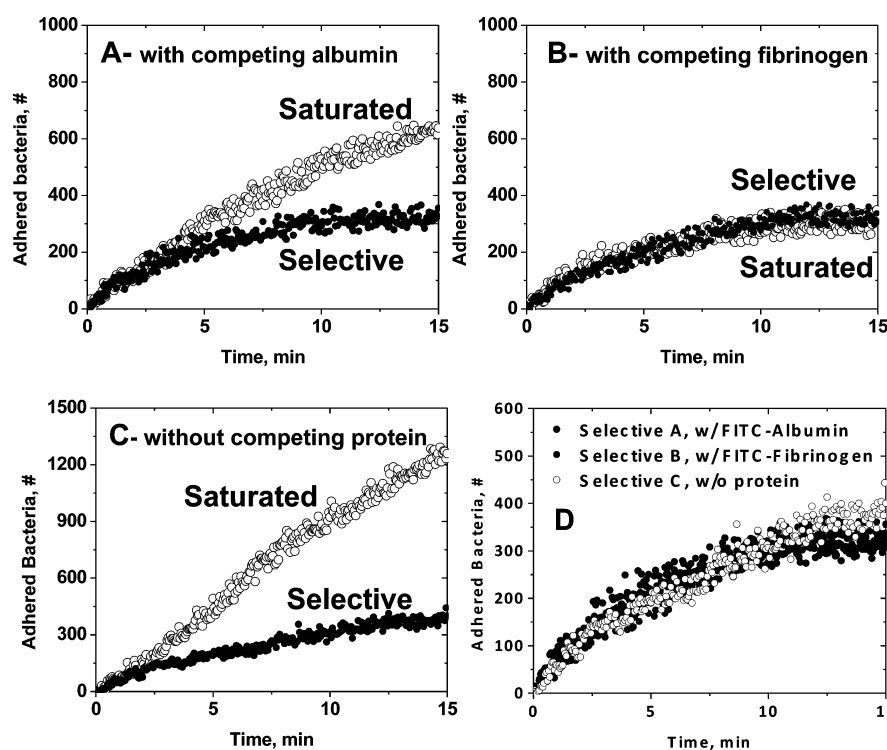 A- with competing albumin
Saturated
Selective
Adhered bacteria, #
1000
800
600
400
200
0
0 5 10 15
Time, min
B- with competing fibrinogen
Selective
Saturated
Adhered bacteria, #
1000
800
600
400
200
0
0 5 10 15
Time, min
C- without competing protein
Saturated
Selective
Adhered Bacteria, #
1500
1200
900
600
300
0
0 5 10 15
Time, min
Selective A, w/FITC-Albumin
Selective B, w/FITC-Fibrinogen
Selective C, w/o protein
D
Adhered Bacteria, #
600
500
400
300
200
100
0
0 5 10 1
Time, min